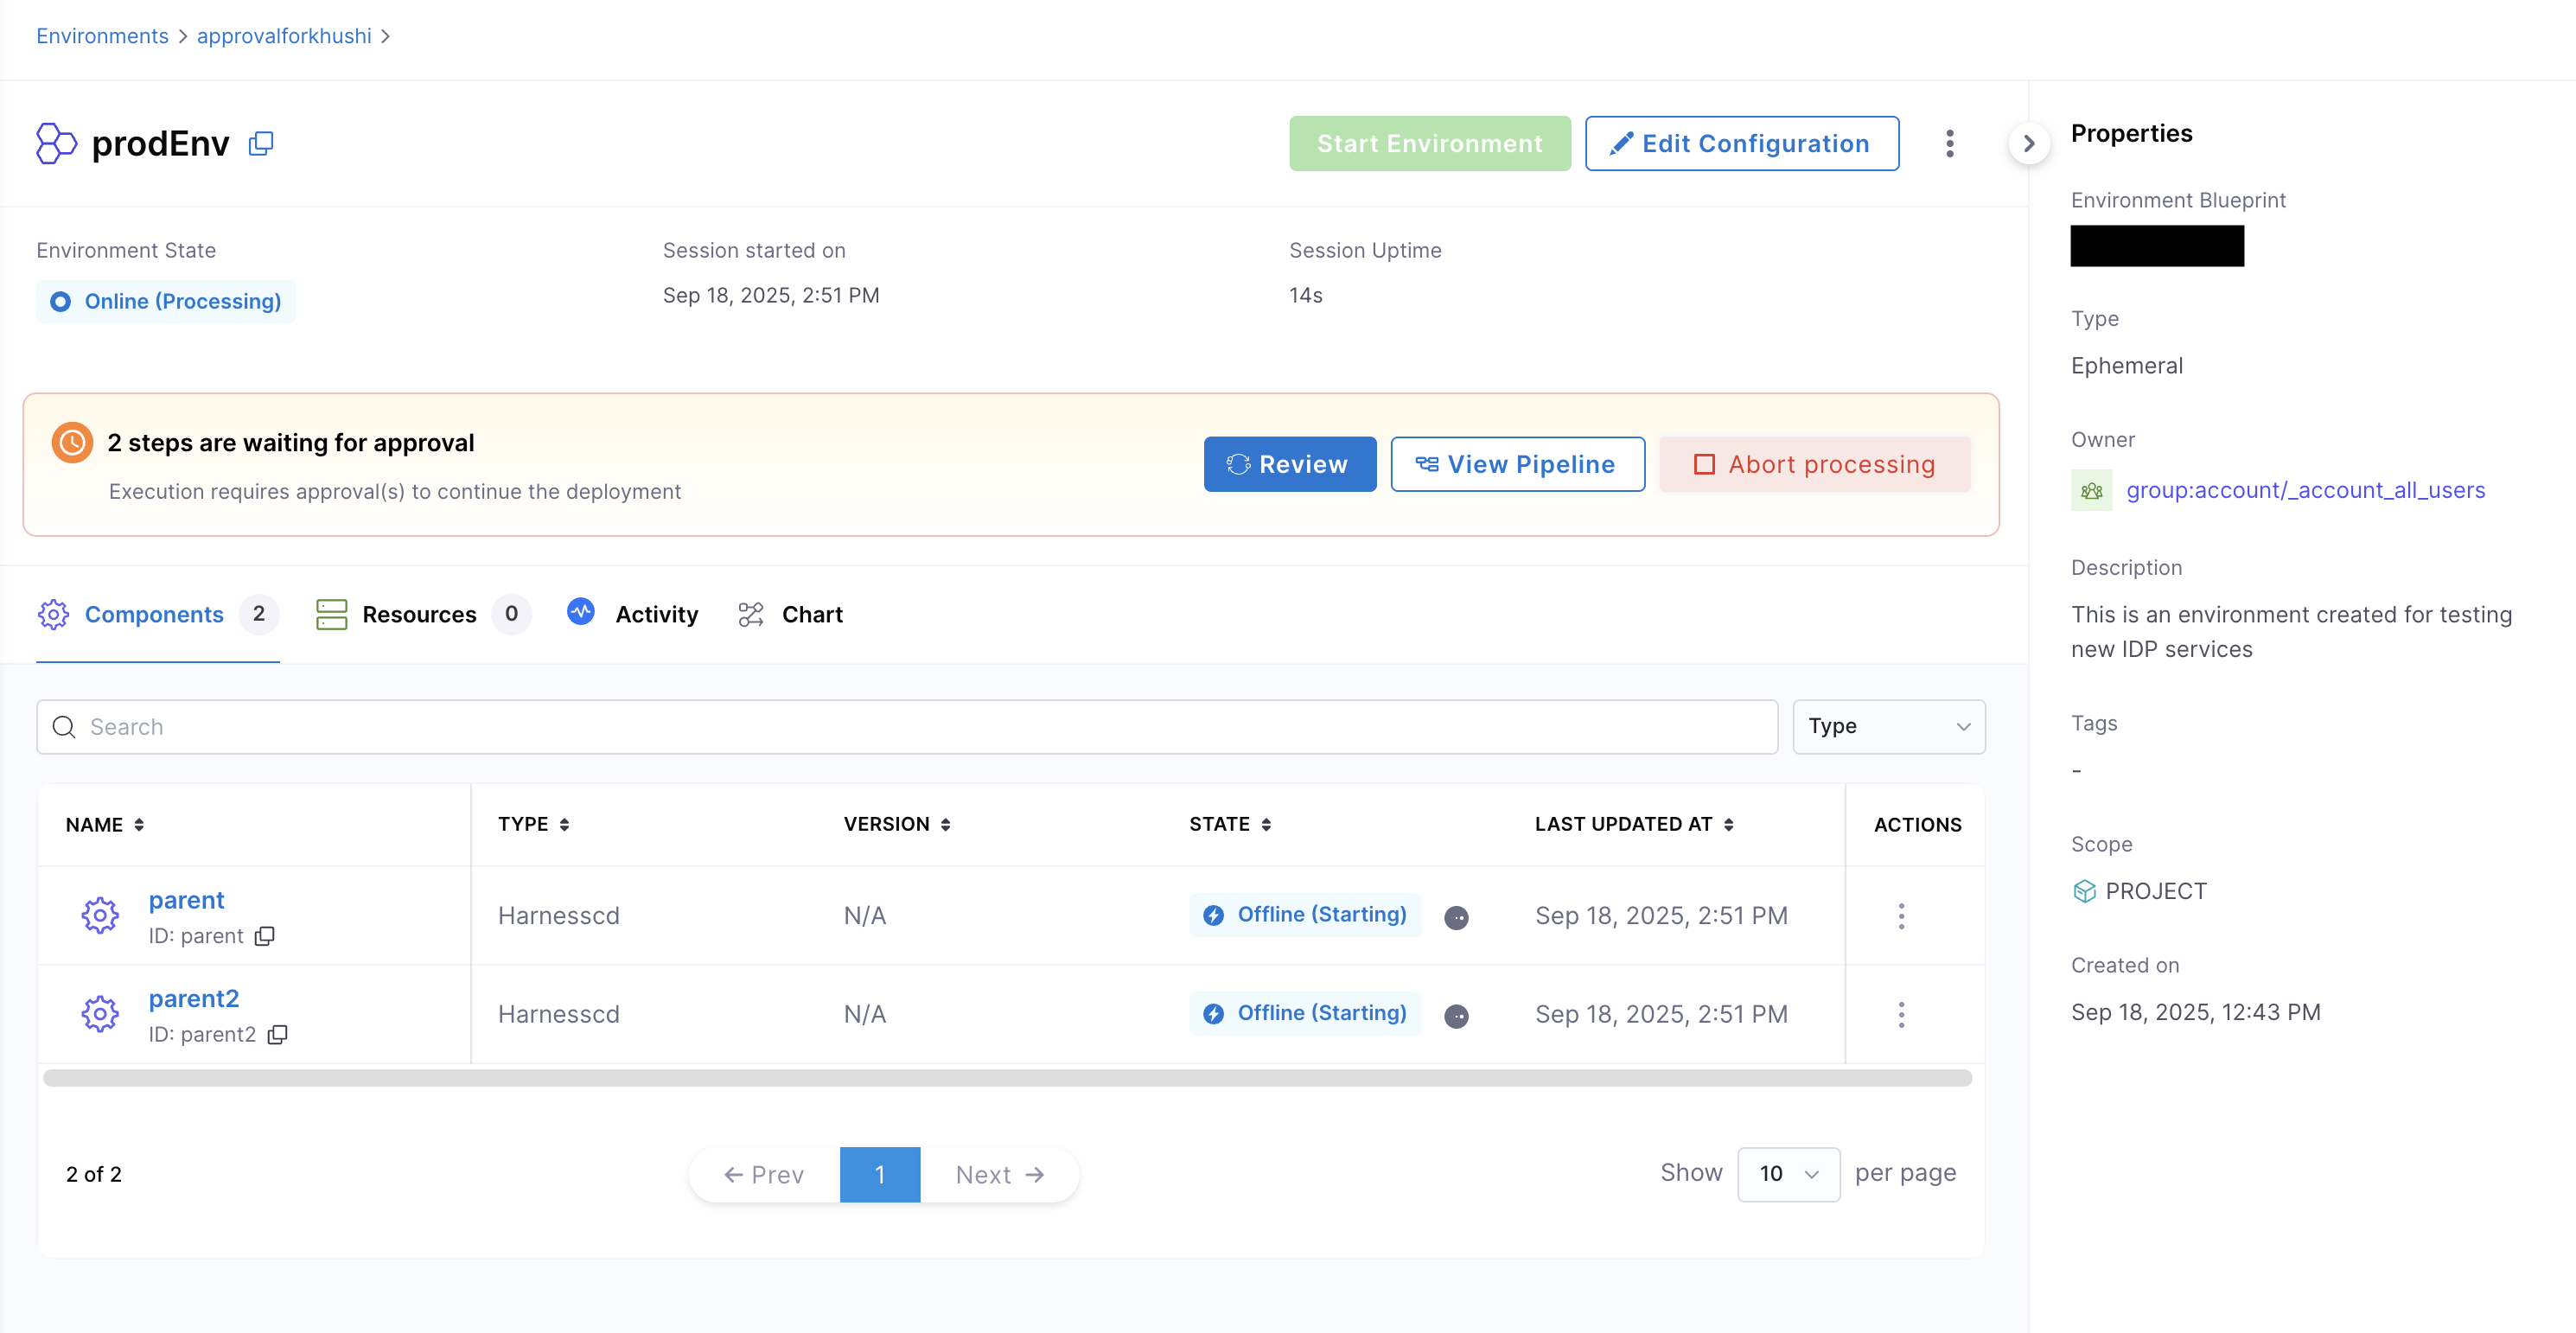 Environments > approvalforkhushi >
prodEnv
Start Environment
Edit Configuration
Environment State
Session started on
Session Uptime
Online (Processing)
Sep 18, 2025, 2:51 PM
14s
2 steps are waiting for approval
Execution requires approval(s) to continue the deployment
Review
View Pipeline
Abort processing
Components 2
Resources 0
Activity
Chart
Search
Type
NAME TYPE VERSION STATE LAST UPDATED AT ACTIONS
parent
ID: parent
Harnesscd
N/A
Offline (Starting)
Sep 18, 2025, 2:51 PM
parent2
ID: parent2
Harnesscd
N/A
Offline (Starting)
Sep 18, 2025, 2:51 PM
2 of 2
← Prev
1
Next →
Show 10 per page
Properties
Environment Blueprint
Type
Ephemeral
Owner
group:account/_account_all_users
Description
This is an environment created for testing
new IDP services
Tags
-
Scope
PROJECT
Created on
Sep 18, 2025, 12:43 PM